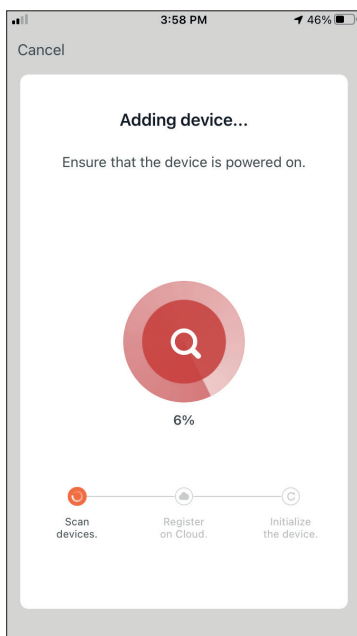 3:58 PM
46%
Cancel
Adding device...
Ensure that the device is powered on.
6%
Scan
devices.
Register
on Cloud.
Initialize
the device.